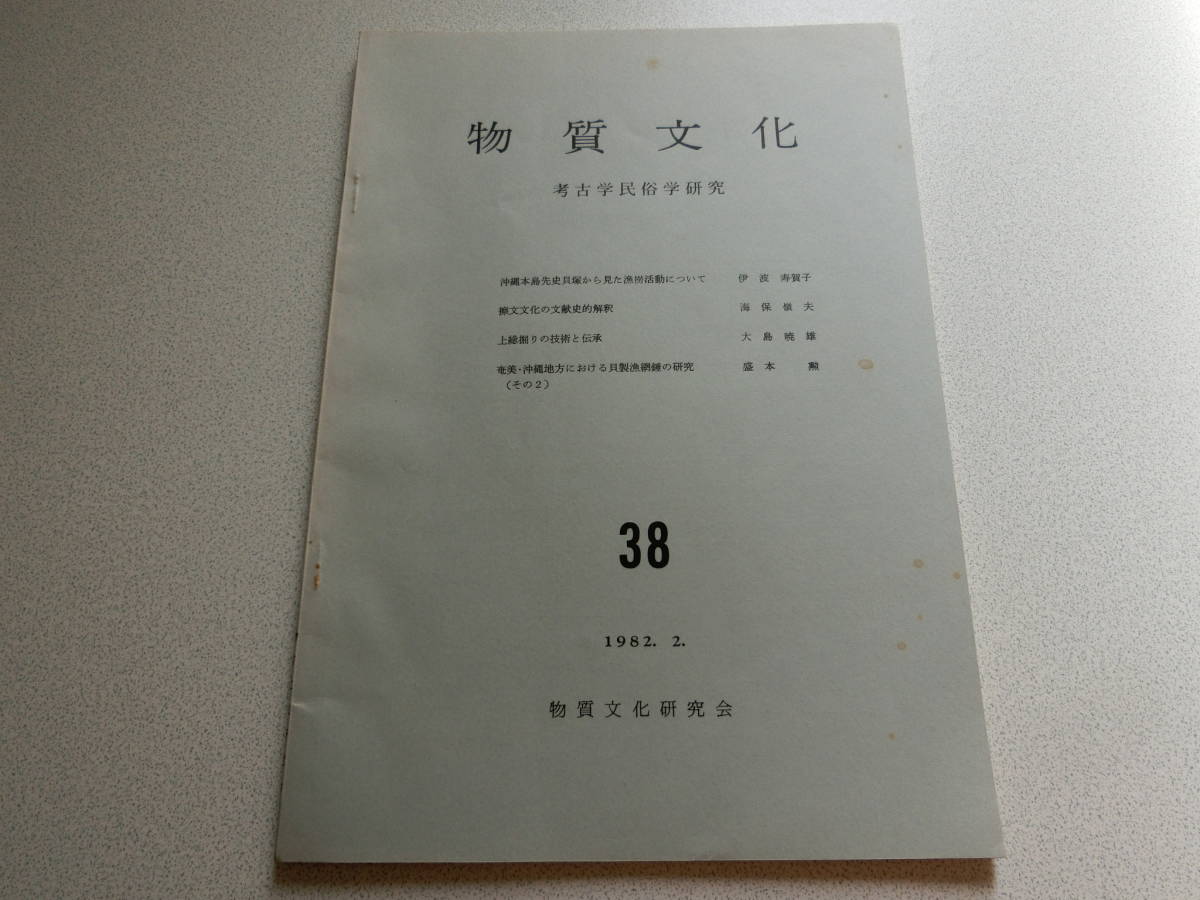 物質文化
考古学民俗学研究
沖縄本島先史貝塚から見た漁撈活動について 伊波寿賀子
擦文文化の文献史的解釈 海保嶺夫
上総掘りの技術と伝承 大島暁雄
奄美・沖縄地方における貝製漁網錘の研究 盛本勲
(その2)
38
1982. 2.
物質文化研究会